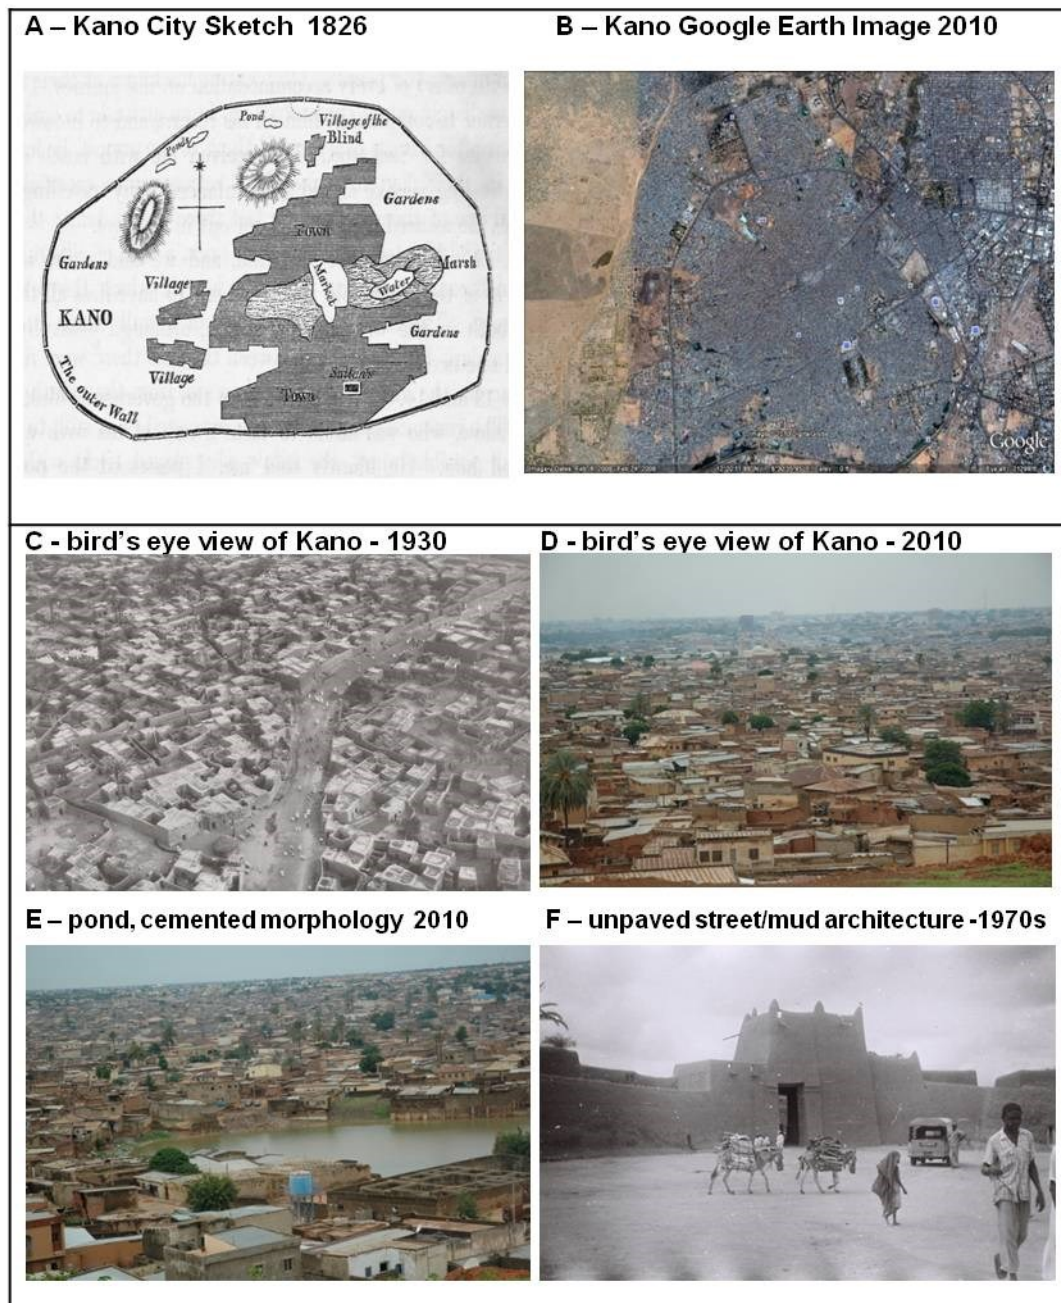 A – Kano City Sketch 1826
B – Kano Google Earth Image 2010
Pond
Village of the
Blind
Ponds
Gardens
Town
Gardens
Marsh
Market
Water
Village
KANO
Gardens
Village
Sultan's
Town
The outer Wall
Google
C - bird's eye view of Kano - 1930
D - bird's eye view of Kano - 2010
E – pond, cemented morphology 2010
F – unpaved street/mud architecture -1970s